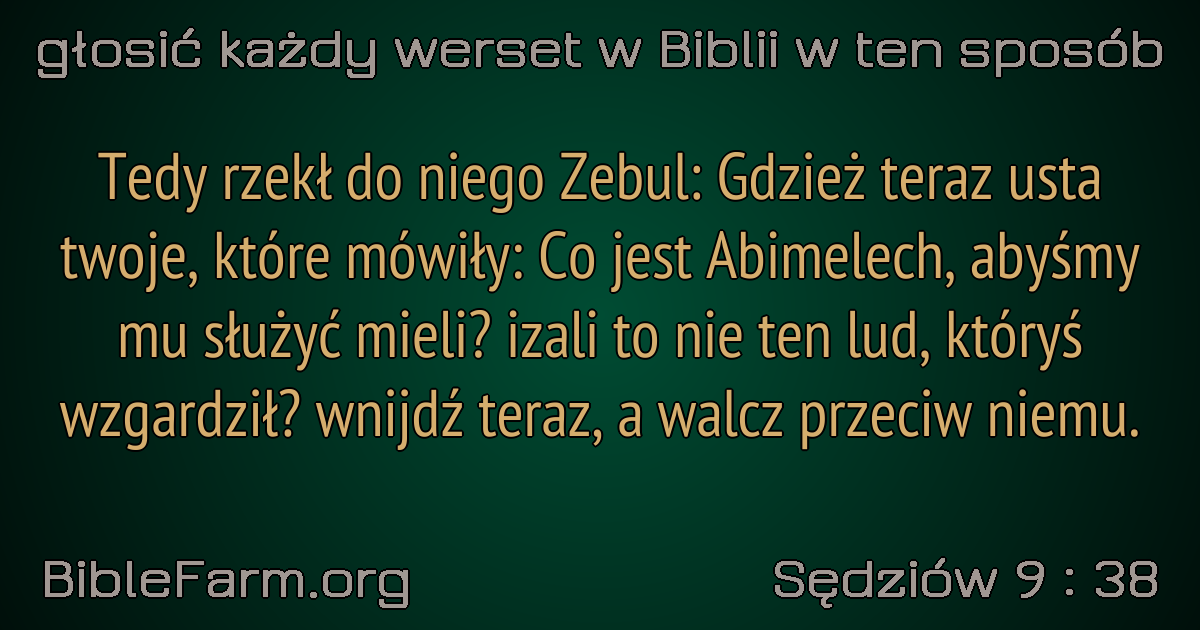 głosić każdy werset w Biblii w ten sposób
Tedy rzekł do niego Zebul: Gdzież teraz usta
twoje, które mówiły: Co jest Abimelech, abyśmy
mu służyć mieli? izali to nie ten lud, któryś
wzgardził? wnijdź teraz, a walcz przeciw niemu.
BibleFarm.org
Sędziów 9 : 38